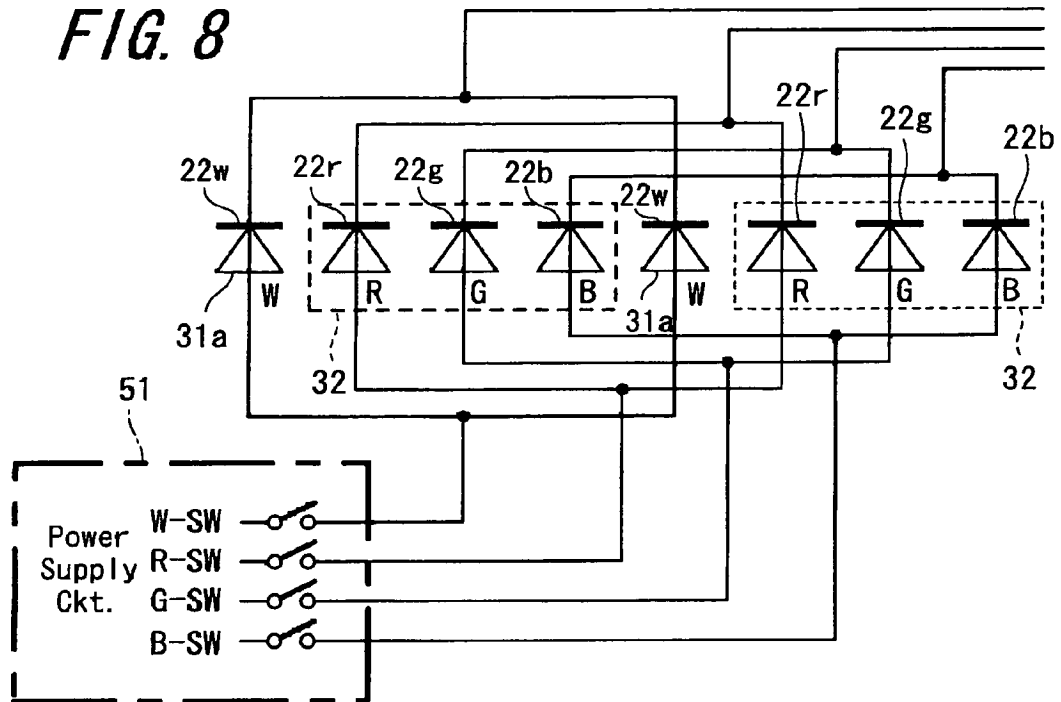 FIG. 8
22r
22g
22b
22w
22r
22g
22b
22w
W
R
G
B
W
R
G
B
31a
32
31a
32
51
Power
Supply
Ckt.
W-SW
R-SW
G-SW
B-SW